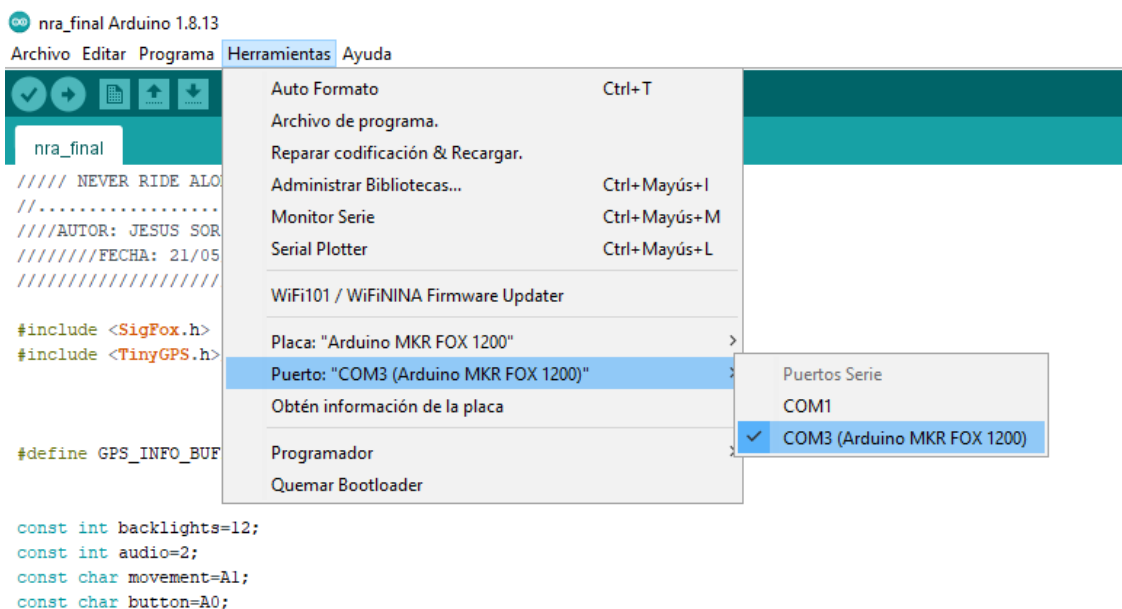 nra_final Arduino 1.8.13
Archivo Editar Programa Herramientas Ayuda
Auto Formato Ctrl+T
Archivo de programa.
Reparar codificación & Recargar.
Administrar Bibliotecas... Ctrl+Mayús+I
Monitor Serie Ctrl+Mayús+M
Serial Plotter Ctrl+Mayús+L
WiFi101 / WiFiNINA Firmware Updater
Placa: "Arduino MKR FOX 1200"
Puerto: "COM3 (Arduino MKR FOX 1200)"
Obtén información de la placa
Programador
Quemar Bootloader
Puertos Serie
COM1
COM3 (Arduino MKR FOX 1200)
nra_final
///// NEVER RIDE ALO
//..................
////AUTOR: JESUS SOR
////////FECHA: 21/05
////////////////////
#include <SigFox.h>
#include <TinyGPS.h>
#define GPS_INFO_BUF
const int backlights=12;
const int audio=2;
const char movement=A1;
const char button=A0;